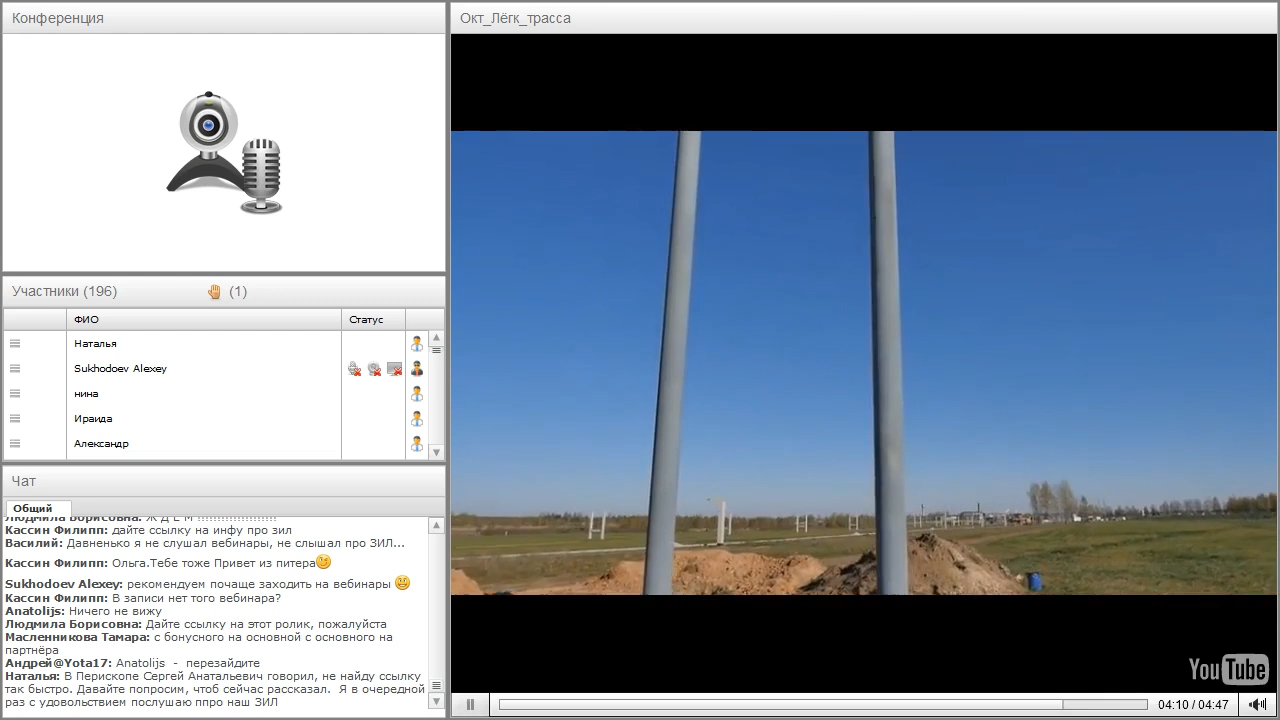 Конференция
Окт_Лёгк_трасса
Участники (196)
(1)
ФИО
Статус
Наталья
Sukhodoev Alexey
нина
Ираида
Александр
Чат
Общий
Людмила Борисовна: Ж Д Ё М !!!!!!!!!!!!!!!!!!!!
Кассин Филипп: дайте ссылку на инфу про зил
Василий: Давненько я не слушал вебинары, не слышал про ЗИЛ...
Кассин Филипп: Ольга.Тебе тоже Привет из питера
Sukhodoev Alexey: рекомендуем почаще заходить на вебинары
Кассин Филипп: В записи нет того вебинара?
Anatolijs: Ничего не вижу
Людмила Борисовна: Дайте ссылку на этот ролик, пожалуйста
Масленникова Тамара: с бонусного на основной с основного на
партнёра
Андрей@Yota17: Anatolijs - перезайдите
Наталья: В Перископе Сергей Анатальевич говорил, не найду ссылку
так быстро. Давайте попросим, чтоб сейчас рассказал. Я в очередной
раз с удовольствием послушаю ппро наш ЗИЛ
YouTube
04:10 / 04:47